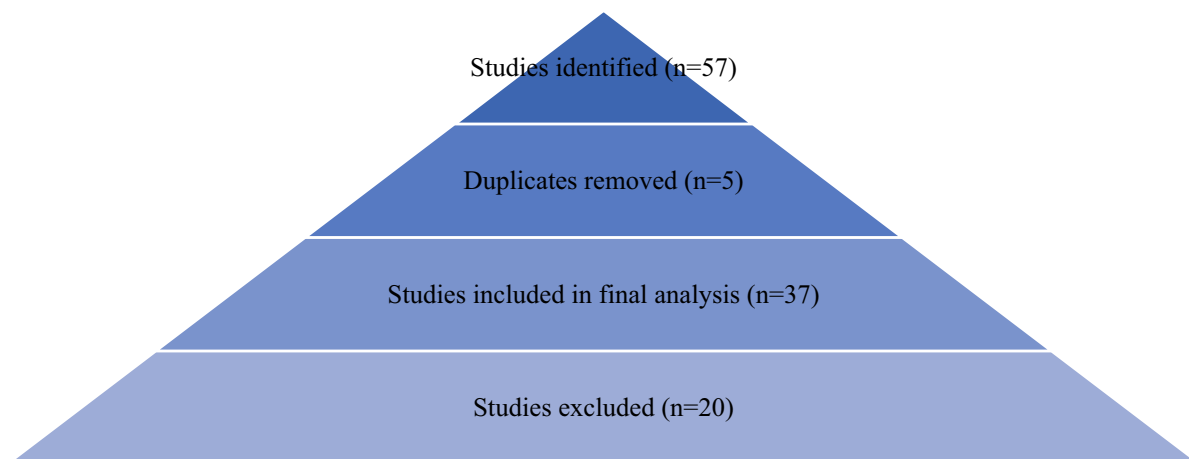 Studies identified (n=57)
Duplicates removed (n=5)
Studies included in final analysis (n=37)
Studies excluded (n=20)